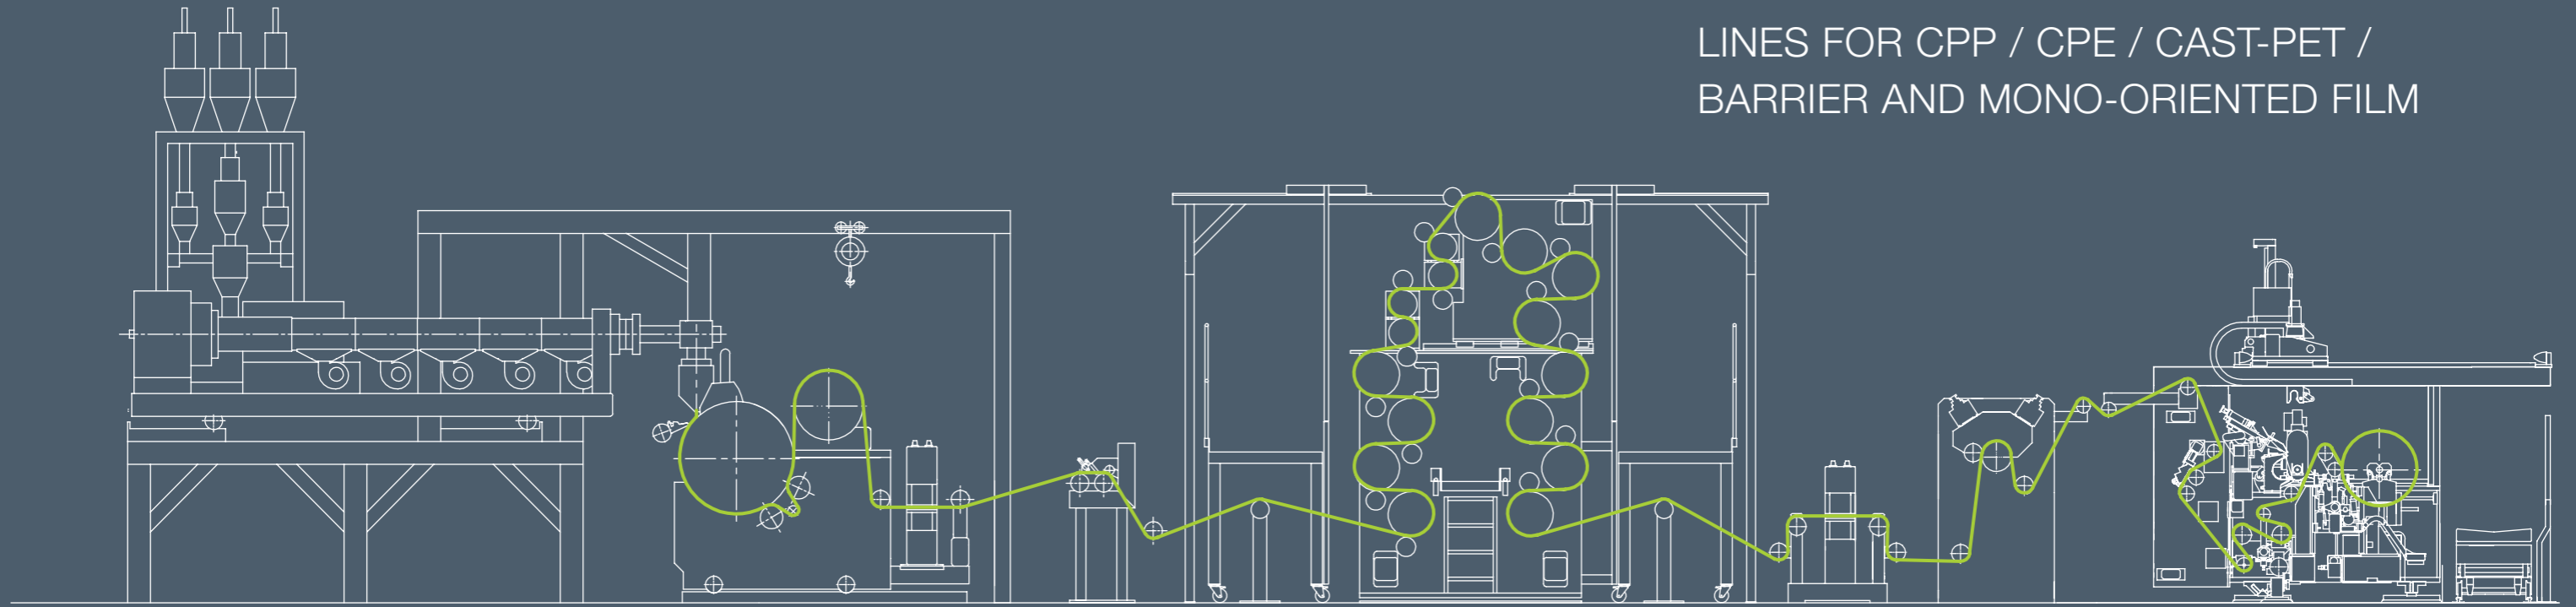 LINES FOR CPP / CPE / CAST-PET /
BARRIER AND MONO-ORIENTED FILM